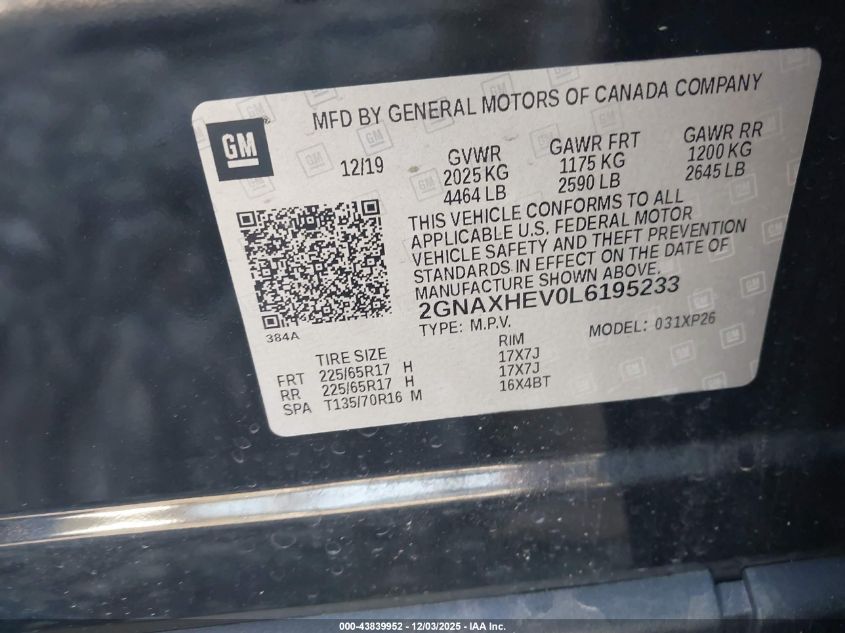 MFD BY GENERAL MOTORS OF CANADA COMPANY
GM
12/19
GVWR GAWR FRT GAWR RR
2025 KG 1175 KG 1200 KG
4464 LB 2590 LB 2645 LB
THIS VEHICLE CONFORMS TO ALL
APPLICABLE U.S. FEDERAL MOTOR
VEHICLE SAFETY AND THEFT PREVENTION
STANDARDS IN EFFECT ON THE DATE OF
MANUFACTURE SHOWN ABOVE.
2GNAXHEV0L6195233
TYPE: M.P.V. MODEL: 031XP26
384A
TIRE SIZE RIM
FRT 225/65R17 H 17X7J
RR 225/65R17 H 17X7J
SPA T135/70R16 M 16X4BT
000-43839952 - 12/03/2025 - IAA Inc.